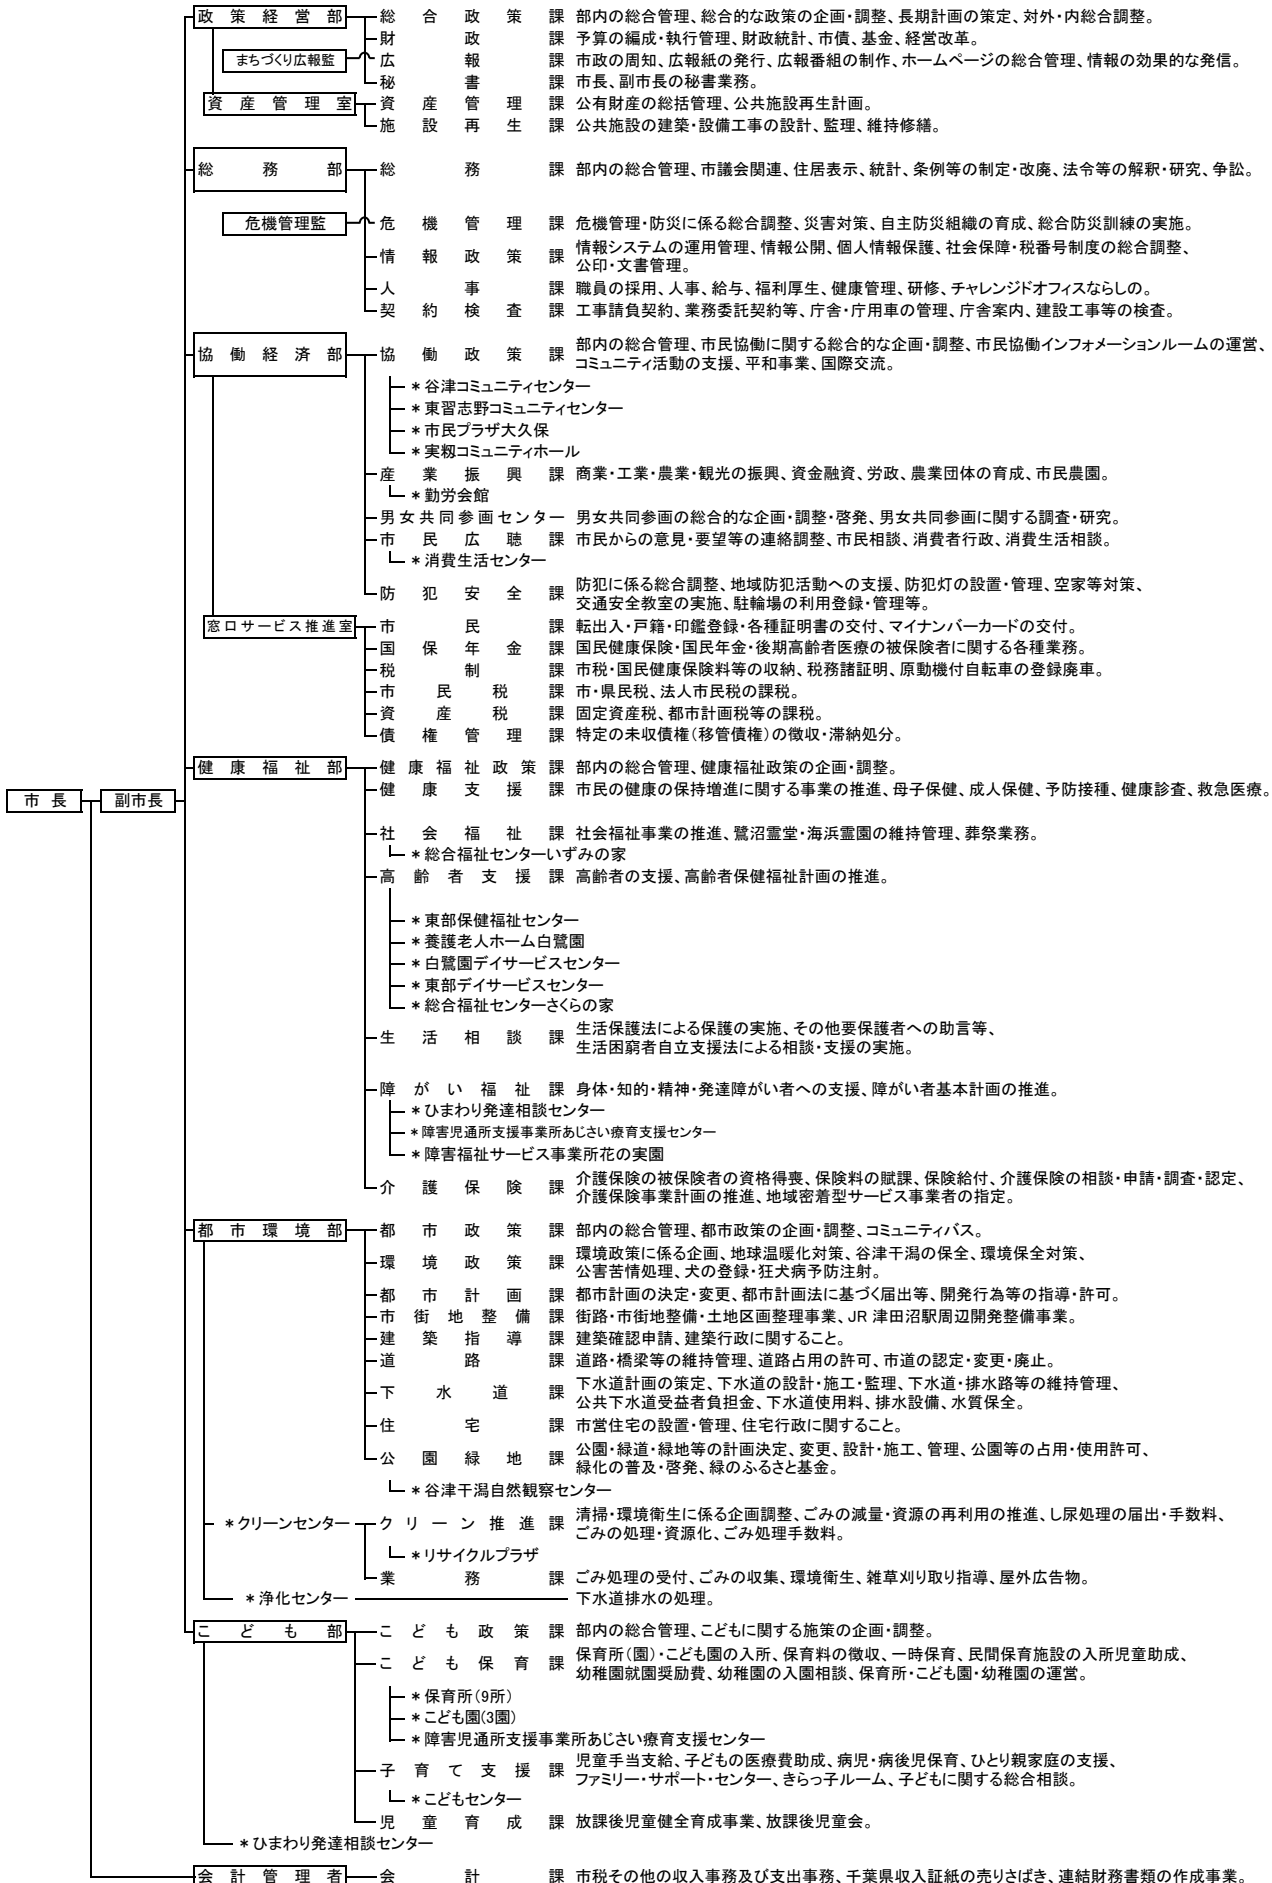 政策経営部 総合政策課 部内の総合管理、総合的な政策の企画・調整、長期計画の策定、対外・内総合調整。
財政課 予算の編成・執行管理、財政統計、市債、基金、経営改革。
まちづくり広報監 広報課 市政の周知、広報紙の発行、広報番組の制作、ホームページの総合管理、情報の効果的な発信。
秘書課 市長、副市長の秘書業務。
資産管理室 資産管理課 公有財産の総括管理、公共施設再生計画。
施設再生課 公共施設の建築・設備工事の設計、監理、維持修繕。
総務部 総務課 部内の総合管理、市議会関連、住居表示、統計、条例等の制定・改廃、法令等の解釈・研究、争訟。
危機管理監 危機管理課 危機管理・防災に係る総合調整、災害対策、自主防災組織の育成、総合防災訓練の実施。
情報政策課 情報システムの運用管理、情報公開、個人情報保護、社会保障・税番号制度の総合調整、
公印・文書管理。
人事課 職員の採用、人事、給与、福利厚生、健康管理、研修、チャレンジドオフィスならしの。
契約検査課 工事請負契約、業務委託契約等、庁舎・庁用車の管理、庁舎案内、建設工事等の検査。
協働経済部 協働政策課 部内の総合管理、市民協働に関する総合的な企画・調整、市民協働インフォメーションルームの運営、
コミュニティ活動の支援、平和事業、国際交流。
＊谷津コミュニティセンター
＊東習志野コミュニティセンター
＊市民プラザ大久保
＊実籾コミュニティホール
産業振興課 商業・工業・農業・観光の振興、資金融資、労政、農業団体の育成、市民農園。
＊勤労会館
男女共同参画センター 男女共同参画の総合的な企画・調整・啓発、男女共同参画に関する調査・研究。
市民広聴課 市民からの意見・要望等の連絡調整、市民相談、消費者行政、消費生活相談。
＊消費生活センター
防犯安全課 防犯に係る総合調整、地域防犯活動への支援、防犯灯の設置・管理、空家等対策、
交通安全教室の実施、駐輪場の利用登録・管理等。
窓口サービス推進室 市民課 転出入・戸籍・印鑑登録・各種証明書の交付、マイナンバーカードの交付。
国保年金課 国民健康保険・国民年金・後期高齢者医療の被保険者に関する各種業務。
税制課 市税・国民健康保険料等の収納、税務諸証明、原動機付自転車の登録廃車。
市民税課 市・県民税、法人市民税の課税。
資産税課 固定資産税、都市計画税等の課税。
債権管理課 特定の未収債権（移管債権）の徴収・滞納処分。
健康福祉部 健康福祉政策課 部内の総合管理、健康福祉政策の企画・調整。
市長 副市長 健康支援課 市民の健康の保持増進に関する事業の推進、母子保健、成人保健、予防接種、健康診査、救急医療。
社会福祉課 社会福祉事業の推進、鷺沼霊堂・海浜霊園の維持管理、葬祭業務。
＊総合福祉センターいずみの家
高齢者支援課 高齢者の支援、高齢者保健福祉計画の推進。
＊東部保健福祉センター
＊養護老人ホーム白鷺園
＊白鷺園デイサービスセンター
＊東部デイサービスセンター
＊総合福祉センターさくらの家
生活相談課 生活保護法による保護の実施、その他要保護者への助言等、
生活困窮者自立支援法による相談・支援の実施。
障がい福祉課 身体・知的・精神・発達障がい者への支援、障がい者基本計画の推進。
＊ひまわり発達相談センター
＊障害児通所支援事業所あじさい療育支援センター
＊障害福祉サービス事業所花の実園
介護保険課 介護保険の被保険者の資格得喪、保険料の賦課、保険給付、介護保険の相談・申請・調査・認定、
介護保険事業計画の推進、地域密着型サービス事業者の指定。
都市環境部 都市政策課 部内の総合管理、都市政策の企画・調整、コミュニティバス。
環境政策課 環境政策に係る企画、地球温暖化対策、谷津干潟の保全、環境保全対策、
公害苦情処理、犬の登録・狂犬病予防注射。
都市計画課 都市計画の決定・変更、都市計画法に基づく届出等、開発行為等の指導・許可。
市街地整備課 街路・市街地整備・土地区画整理事業、JR 津田沼駅周辺開発整備事業。
建築指導課 建築確認申請、建築行政に関すること。
道路課 道路・橋梁等の維持管理、道路占用の許可、市道の認定・変更・廃止。
下水道課 下水道計画の策定、下水道の設計・施工・監理、下水道・排水路等の維持管理、
公共下水道受益者負担金、下水道使用料、排水設備、水質保全。
住宅課 市営住宅の設置・管理、住宅行政に関すること。
公園緑地課 公園・緑道・緑地等の計画決定、変更、設計・施工、管理、公園等の占用・使用許可、
緑化の普及・啓発、緑のふるさと基金。
＊谷津干潟自然観察センター
＊クリーンセンター クリーン推進課 清掃・環境衛生に係る企画調整、ごみの減量・資源の再利用の推進、し尿処理の届出・手数料、
ごみの処理・資源化、ごみ処理手数料。
＊リサイクルプラザ
業務課 ごみ処理の受付、ごみの収集、環境衛生、雑草刈り取り指導、屋外広告物。
＊浄化センター 下水道排水の処理。
こども部 こども政策課 部内の総合管理、こどもに関する施策の企画・調整。
こども保育課 保育所（園）・こども園の入所、保育料の徴収、一時保育、民間保育施設の入所児童助成、
幼稚園就園奨励費、幼稚園の入園相談、保育所・こども園・幼稚園の運営。
＊保育所（9所）
＊こども園(3園)
＊障害児通所支援事業所あじさい療育支援センター
子育て支援課 児童手当支給、子どもの医療費助成、病児・病後児保育、ひとり親家庭の支援、
ファミリー・サポート・センター、きらっ子ルーム、子どもに関する総合相談。
＊こどもセンター
児童育成課 放課後児童健全育成事業、放課後児童会。
＊ひまわり発達相談センター
会計管理者 会計課 市税その他の収入事務及び支出事務、千葉県収入証紙の売りさばき、連結財務書類の作成事業。